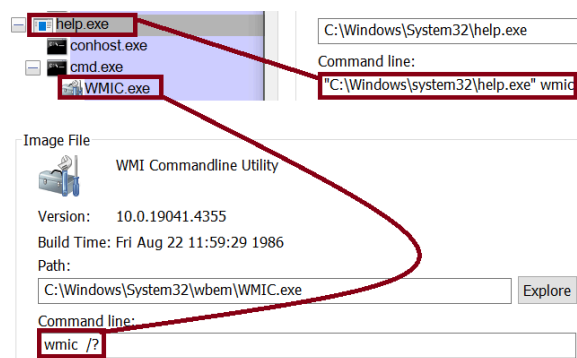 help.exe
conhost.exe
cmd.exe
WMIC.exe
C:\Windows\System32\help.exe
Command line:
"C:\Windows\system32\help.exe" wmic
Image File
WMI Commandline Utility
Version: 10.0.19041.4355
Build Time: Fri Aug 22 11:59:29 1986
Path:
C:\Windows\System32\wbem\WMIC.exe
Explore
Command line:
wmic /?